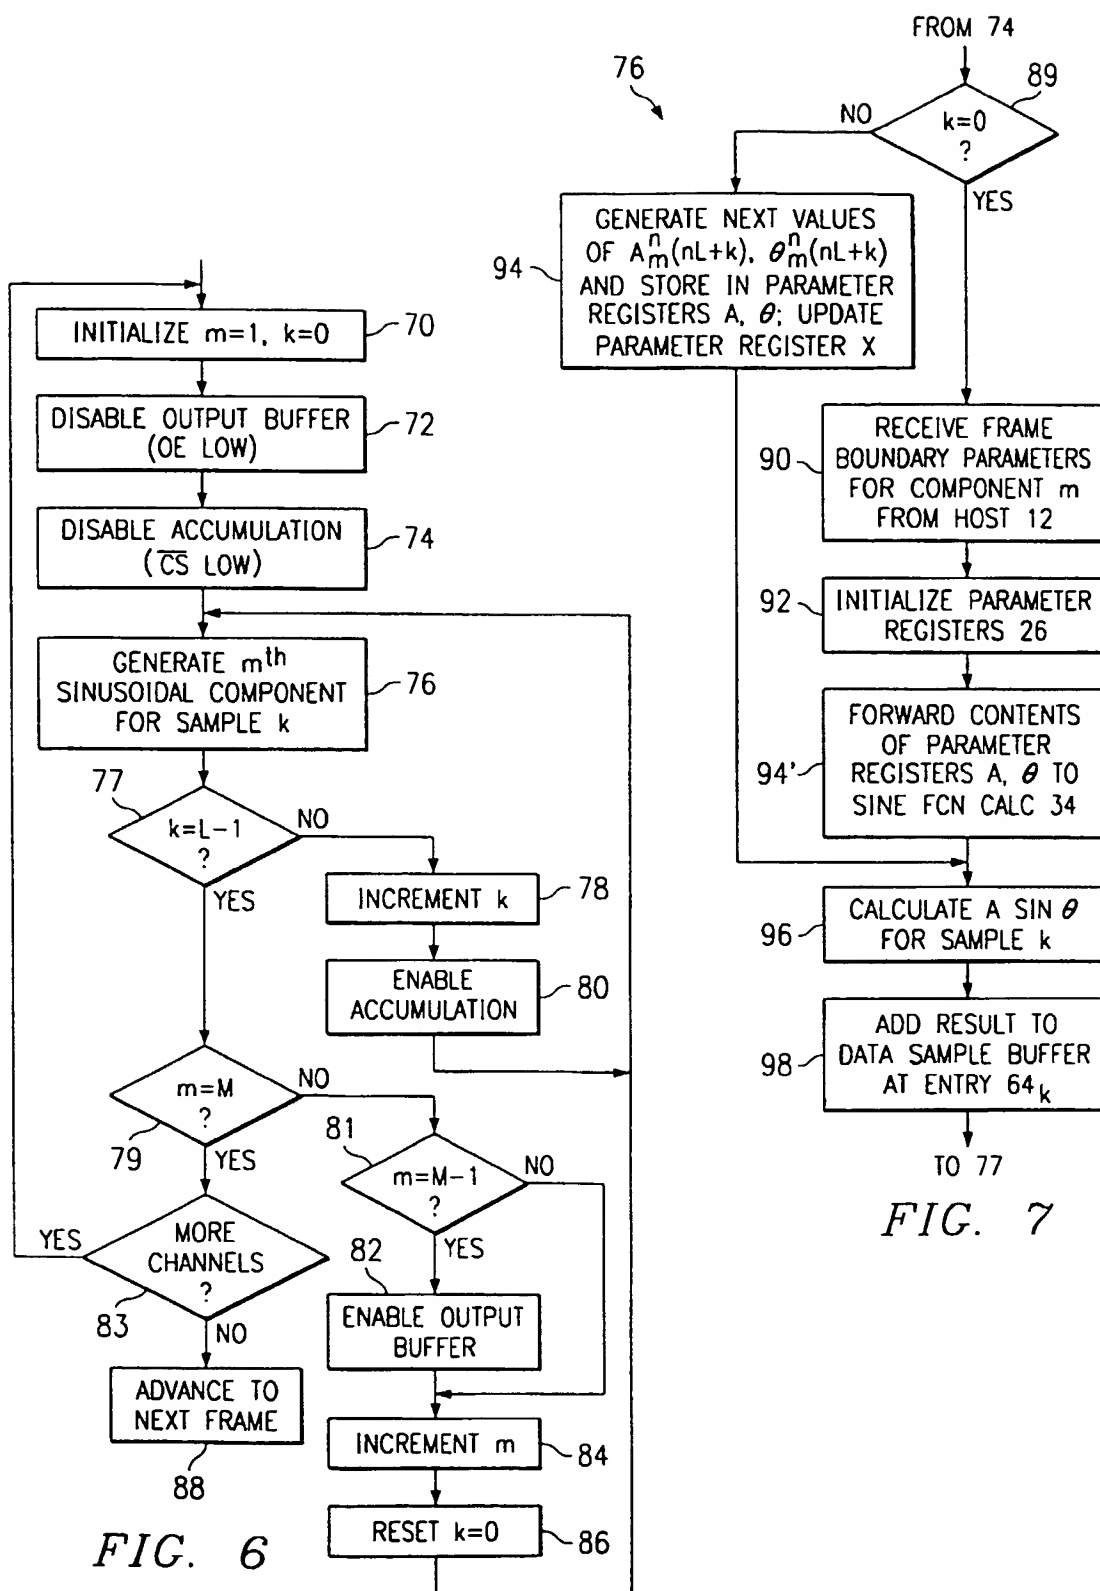 INITIALIZE m=1, k=0
70
DISABLE OUTPUT BUFFER
(OE LOW)
72
DISABLE ACCUMULATION
(C̅S̅ LOW)
74
GENERATE mth
SINUSOIDAL COMPONENT
FOR SAMPLE k
76
77
k=L-1
?
NO
YES
INCREMENT k
78
ENABLE
ACCUMULATION
80
m=M
?
NO
79
YES
81
m=M-1
?
NO
YES
MORE
CHANNELS
?
YES
83
NO
82
ENABLE OUTPUT
BUFFER
ADVANCE TO
NEXT FRAME
88
INCREMENT m
84
RESET k=0
86
FIG. 6
FROM 74
76
89
k=0
?
NO
YES
GENERATE NEXT VALUES
OF Aⁿₘ(nL+k), θⁿₘ(nL+k)
AND STORE IN PARAMETER
REGISTERS A, θ; UPDATE
PARAMETER REGISTER X
94
RECEIVE FRAME
BOUNDARY PARAMETERS
FOR COMPONENT m
FROM HOST 12
90
INITIALIZE PARAMETER
REGISTERS 26
92
FORWARD CONTENTS
OF PARAMETER
REGISTERS A, θ TO
SINE FCN CALC 34
94'
CALCULATE A SIN θ
FOR SAMPLE k
96
ADD RESULT TO
DATA SAMPLE BUFFER
AT ENTRY 64k
98
TO 77
FIG. 7